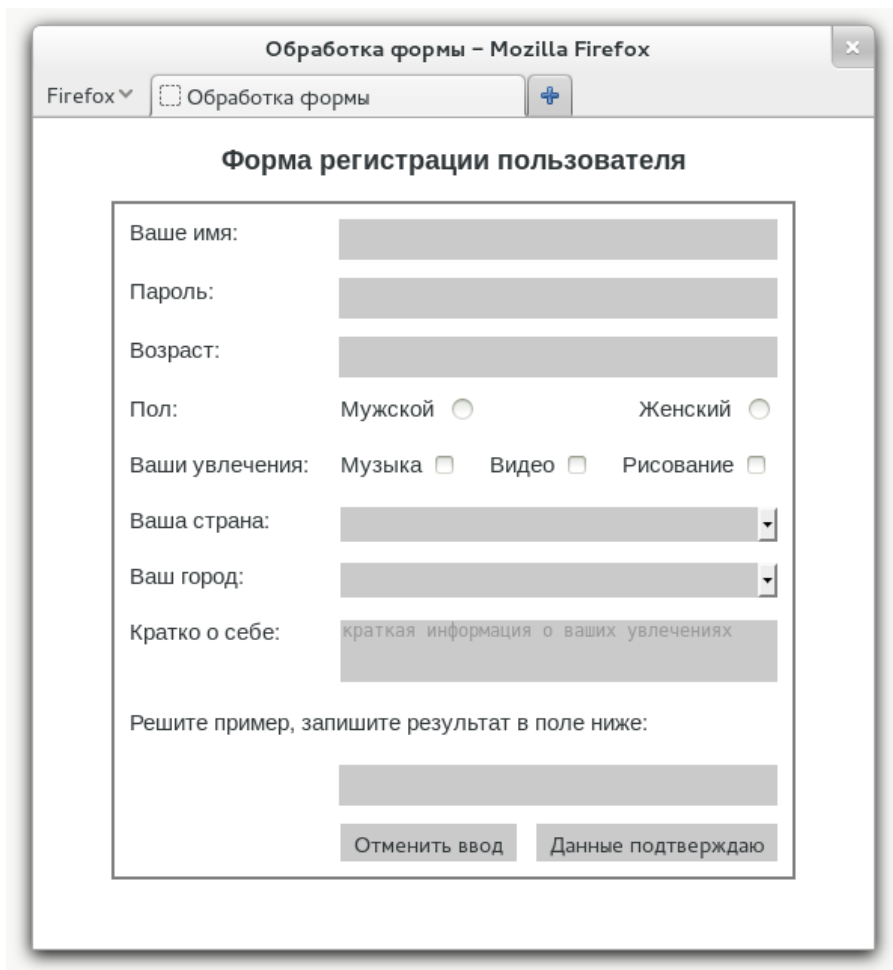 Обработка формы – Mozilla Firefox
Firefox Обработка формы
Форма регистрации пользователя
Ваше имя:
Пароль:
Возраст:
Пол: Мужской Женский
Ваши увлечения: Музыка Видео Рисование
Ваша страна:
Ваш город:
Кратко о себе: краткая информация о ваших увлечениях
Решите пример, запишите результат в поле ниже:
Отменить ввод Данные подтверждаю